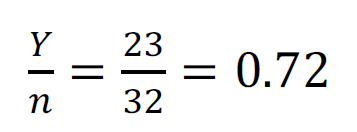 Y/n = 23/32 = 0.72